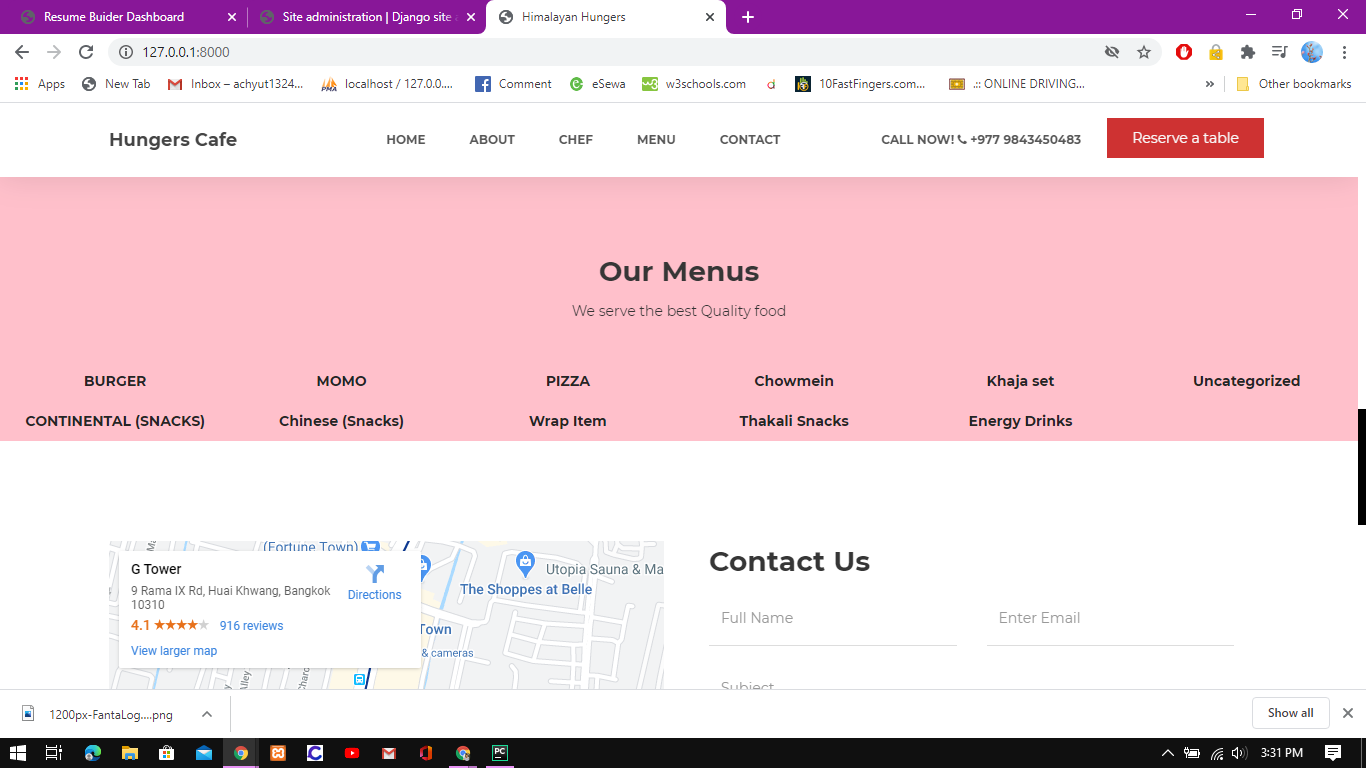 Resume Buider Dashboard
Site administration | Django site
Himalayan Hungers
127.0.0.1:8000
Apps
New Tab
Inbox – achyut1324...
localhost / 127.0.0....
Comment
eSewa
w3schools.com
d
10FastFingers.com...
.:: ONLINE DRIVING...
»
Other bookmarks
Hungers Cafe
HOME
ABOUT
CHEF
MENU
CONTACT
CALL NOW! +977 9843450483
Reserve a table
Our Menus
We serve the best Quality food
BURGER
MOMO
PIZZA
Chowmein
Khaja set
Uncategorized
CONTINENTAL (SNACKS)
Chinese (Snacks)
Wrap Item
Thakali Snacks
Energy Drinks
(Fortune Town)
G Tower
9 Rama IX Rd, Huai Khwang, Bangkok
10310
4.1
916 reviews
View larger map
Directions
Utopia Sauna & Ma
The Shoppes at Belle
Town
& cameras
Alley
Contact Us
Full Name
Enter Email
Subject
1200px-FantaLog....png
Show all
3:31 PM